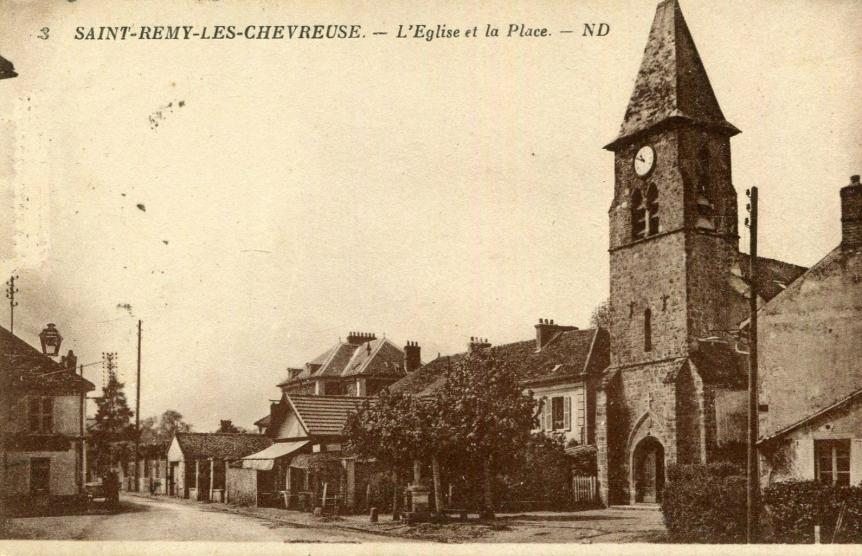 3 SAINT-REMY-LES-CHEVREUSE. — L'Eglise et la Place. — ND